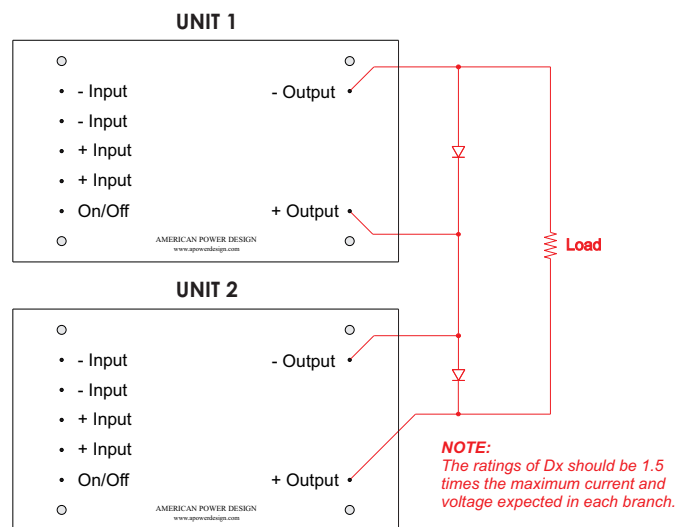 UNIT 1
- Input
- Output
- Input
+ Input
+ Input
On/Off
+ Output
AMERICAN POWER DESIGN
www.apowerdesign.com
Load
UNIT 2
- Input
- Output
- Input
+ Input
+ Input
On/Off
+ Output
AMERICAN POWER DESIGN
www.apowerdesign.com
NOTE:
The ratings of Dx should be 1.5
times the maximum current and
voltage expected in each branch.